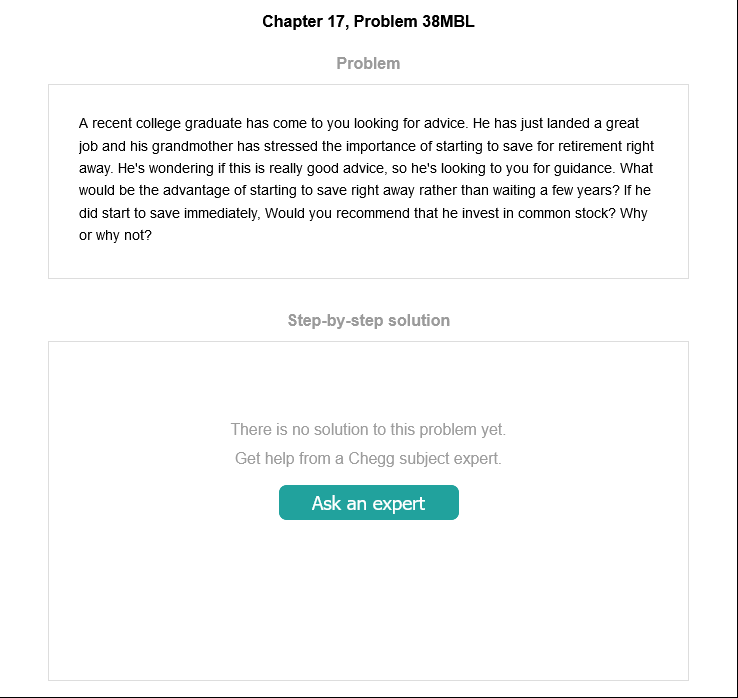 Chapter 17, Problem 38MBL
Problem
A recent college graduate has come to you looking for advice. He has just landed a great
job and his grandmother has stressed the importance of starting to save for retirement right
away. He's wondering if this is really good advice, so he's looking to you for guidance. What
would be the advantage of starting to save right away rather than waiting a few years? If he
did start to save immediately, Would you recommend that he invest in common stock? Why
or why not?
Step-by-step solution
There is no solution to this problem yet.
Get help from a Chegg subject expert.
Ask an expert